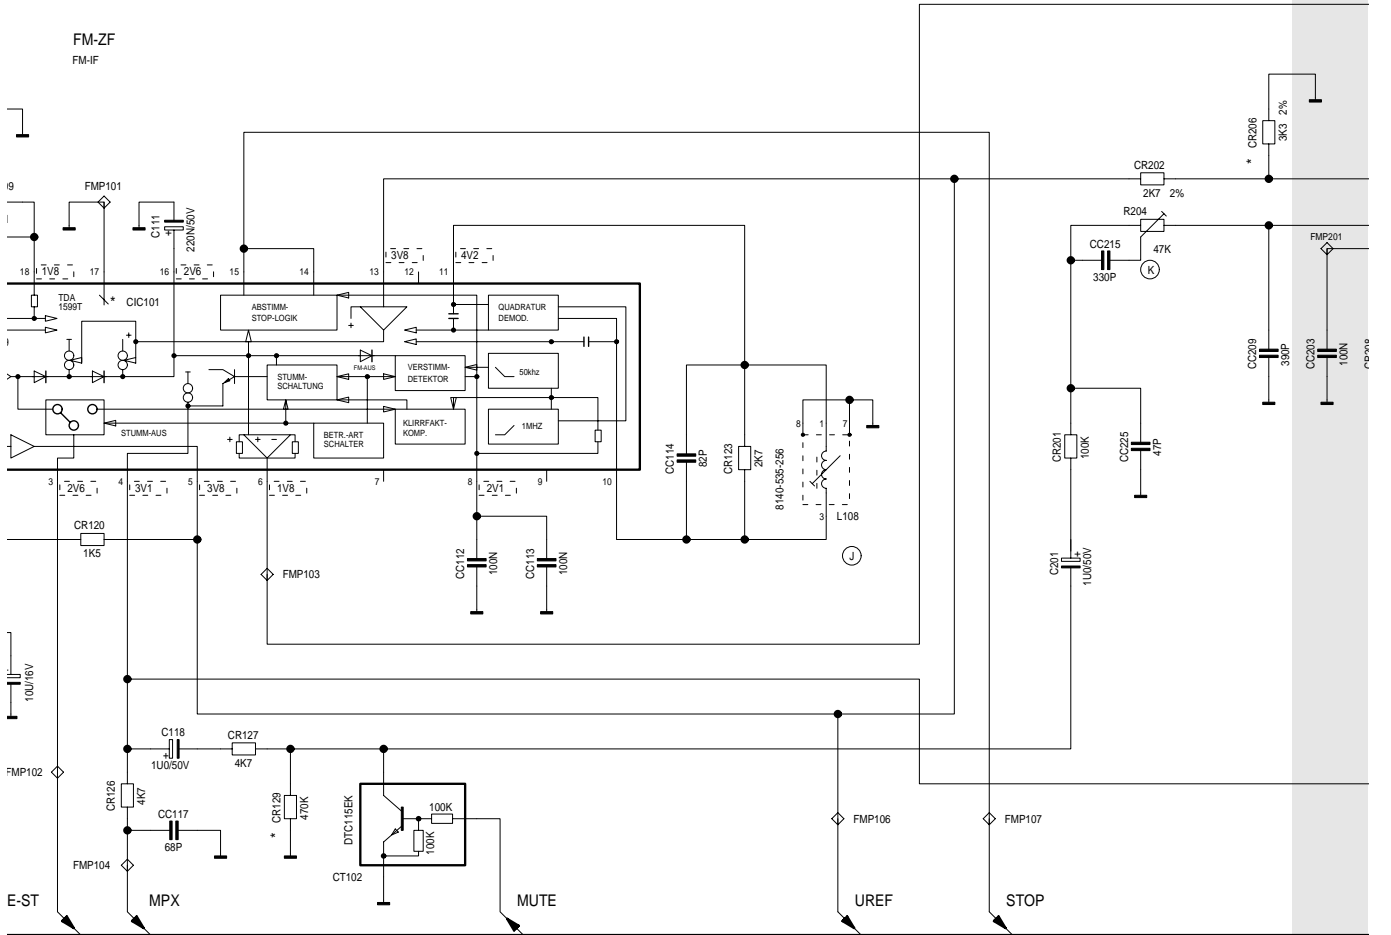 FM-ZF
FM-IF
FMP101
C111
220N/50V
+
CR206
3K3 2%
*
CR202
2K7 2%
R204
47K
K
CC215
330P
FMP201
18
1V8
17
16
2V6
15
14
13
3V8
12
11
4V2
TDA
1599T
*
CIC101
ABSTIMM-
STOP-LOGIK
+
QUADRATUR
DEMOD.
+
FM-AUS
STUMM-
SCHALTUNG
VERSTIMM-
DETEKTOR
50khz
STUMM-AUS
BETR.-ART
SCHALTER
KLIRRFAKT-
KOMP.
1MHZ
+ + -
3
2V6
4
3V1
5
3V8
6
1V8
7
8
2V1
9
10
CC114
82P
CR123
2K7
8140-535-256
8
1
7
3
L108
J
CC209
390P
CC203
100N
CR208
CR201
100K
CC225
47P
C201
+
1U0/50V
CR120
1K5
FMP103
CC112
100N
CC113
100N
10U/16V
C118
+
1U0/50V
CR127
4K7
FMP102
CR126
4K7
CC117
68P
CR129
470K
*
DTC115EK
100K
100K
CT102
FMP104
FMP106
FMP107
E-ST
MPX
MUTE
UREF
STOP